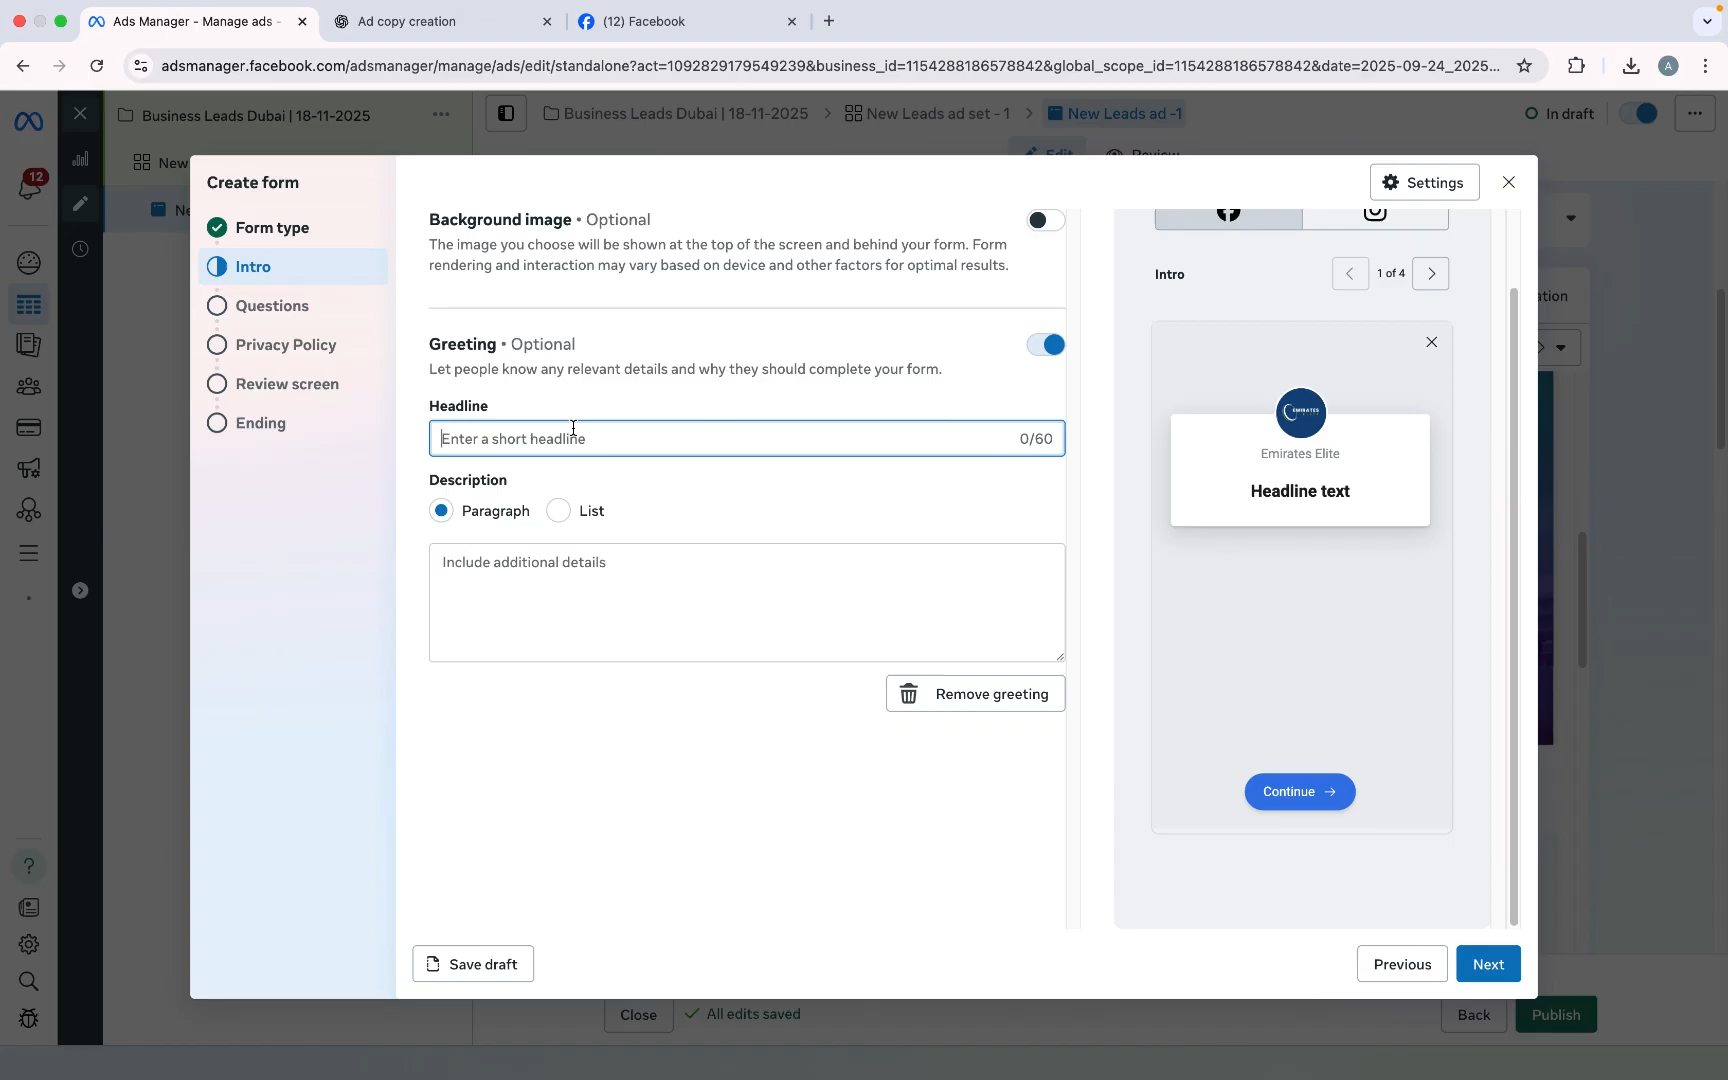 Ads Manager - Manage ads -
Ad copy creation
(12) Facebook
adsmanager.facebook.com/adsmanager/manage/ads/edit/standalone?act=1092829179549239&business_id=1154288186578842&global_scope_id=1154288186578842&date=2025-09-24_2025...
A
12
Business Leads Dubai | 18-11-2025
Business Leads Dubai | 18-11-2025
New Leads ad set - 1
New Leads ad -1
In draft
New
Ne
Edit
Review
ation
Create form
Form type
Intro
Questions
Privacy Policy
Review screen
Ending
Settings
Background image • Optional
The image you choose will be shown at the top of the screen and behind your form. Form
rendering and interaction may vary based on device and other factors for optimal results.
Greeting • Optional
Let people know any relevant details and why they should complete your form.
Headline
Enter a short headline
0/60
Description
Paragraph
List
Include additional details
Remove greeting
Intro
1 of 4
EMIRATES
Emirates Elite
Headline text
Continue
Save draft
Previous
Next
Close
All edits saved
Back
Publish